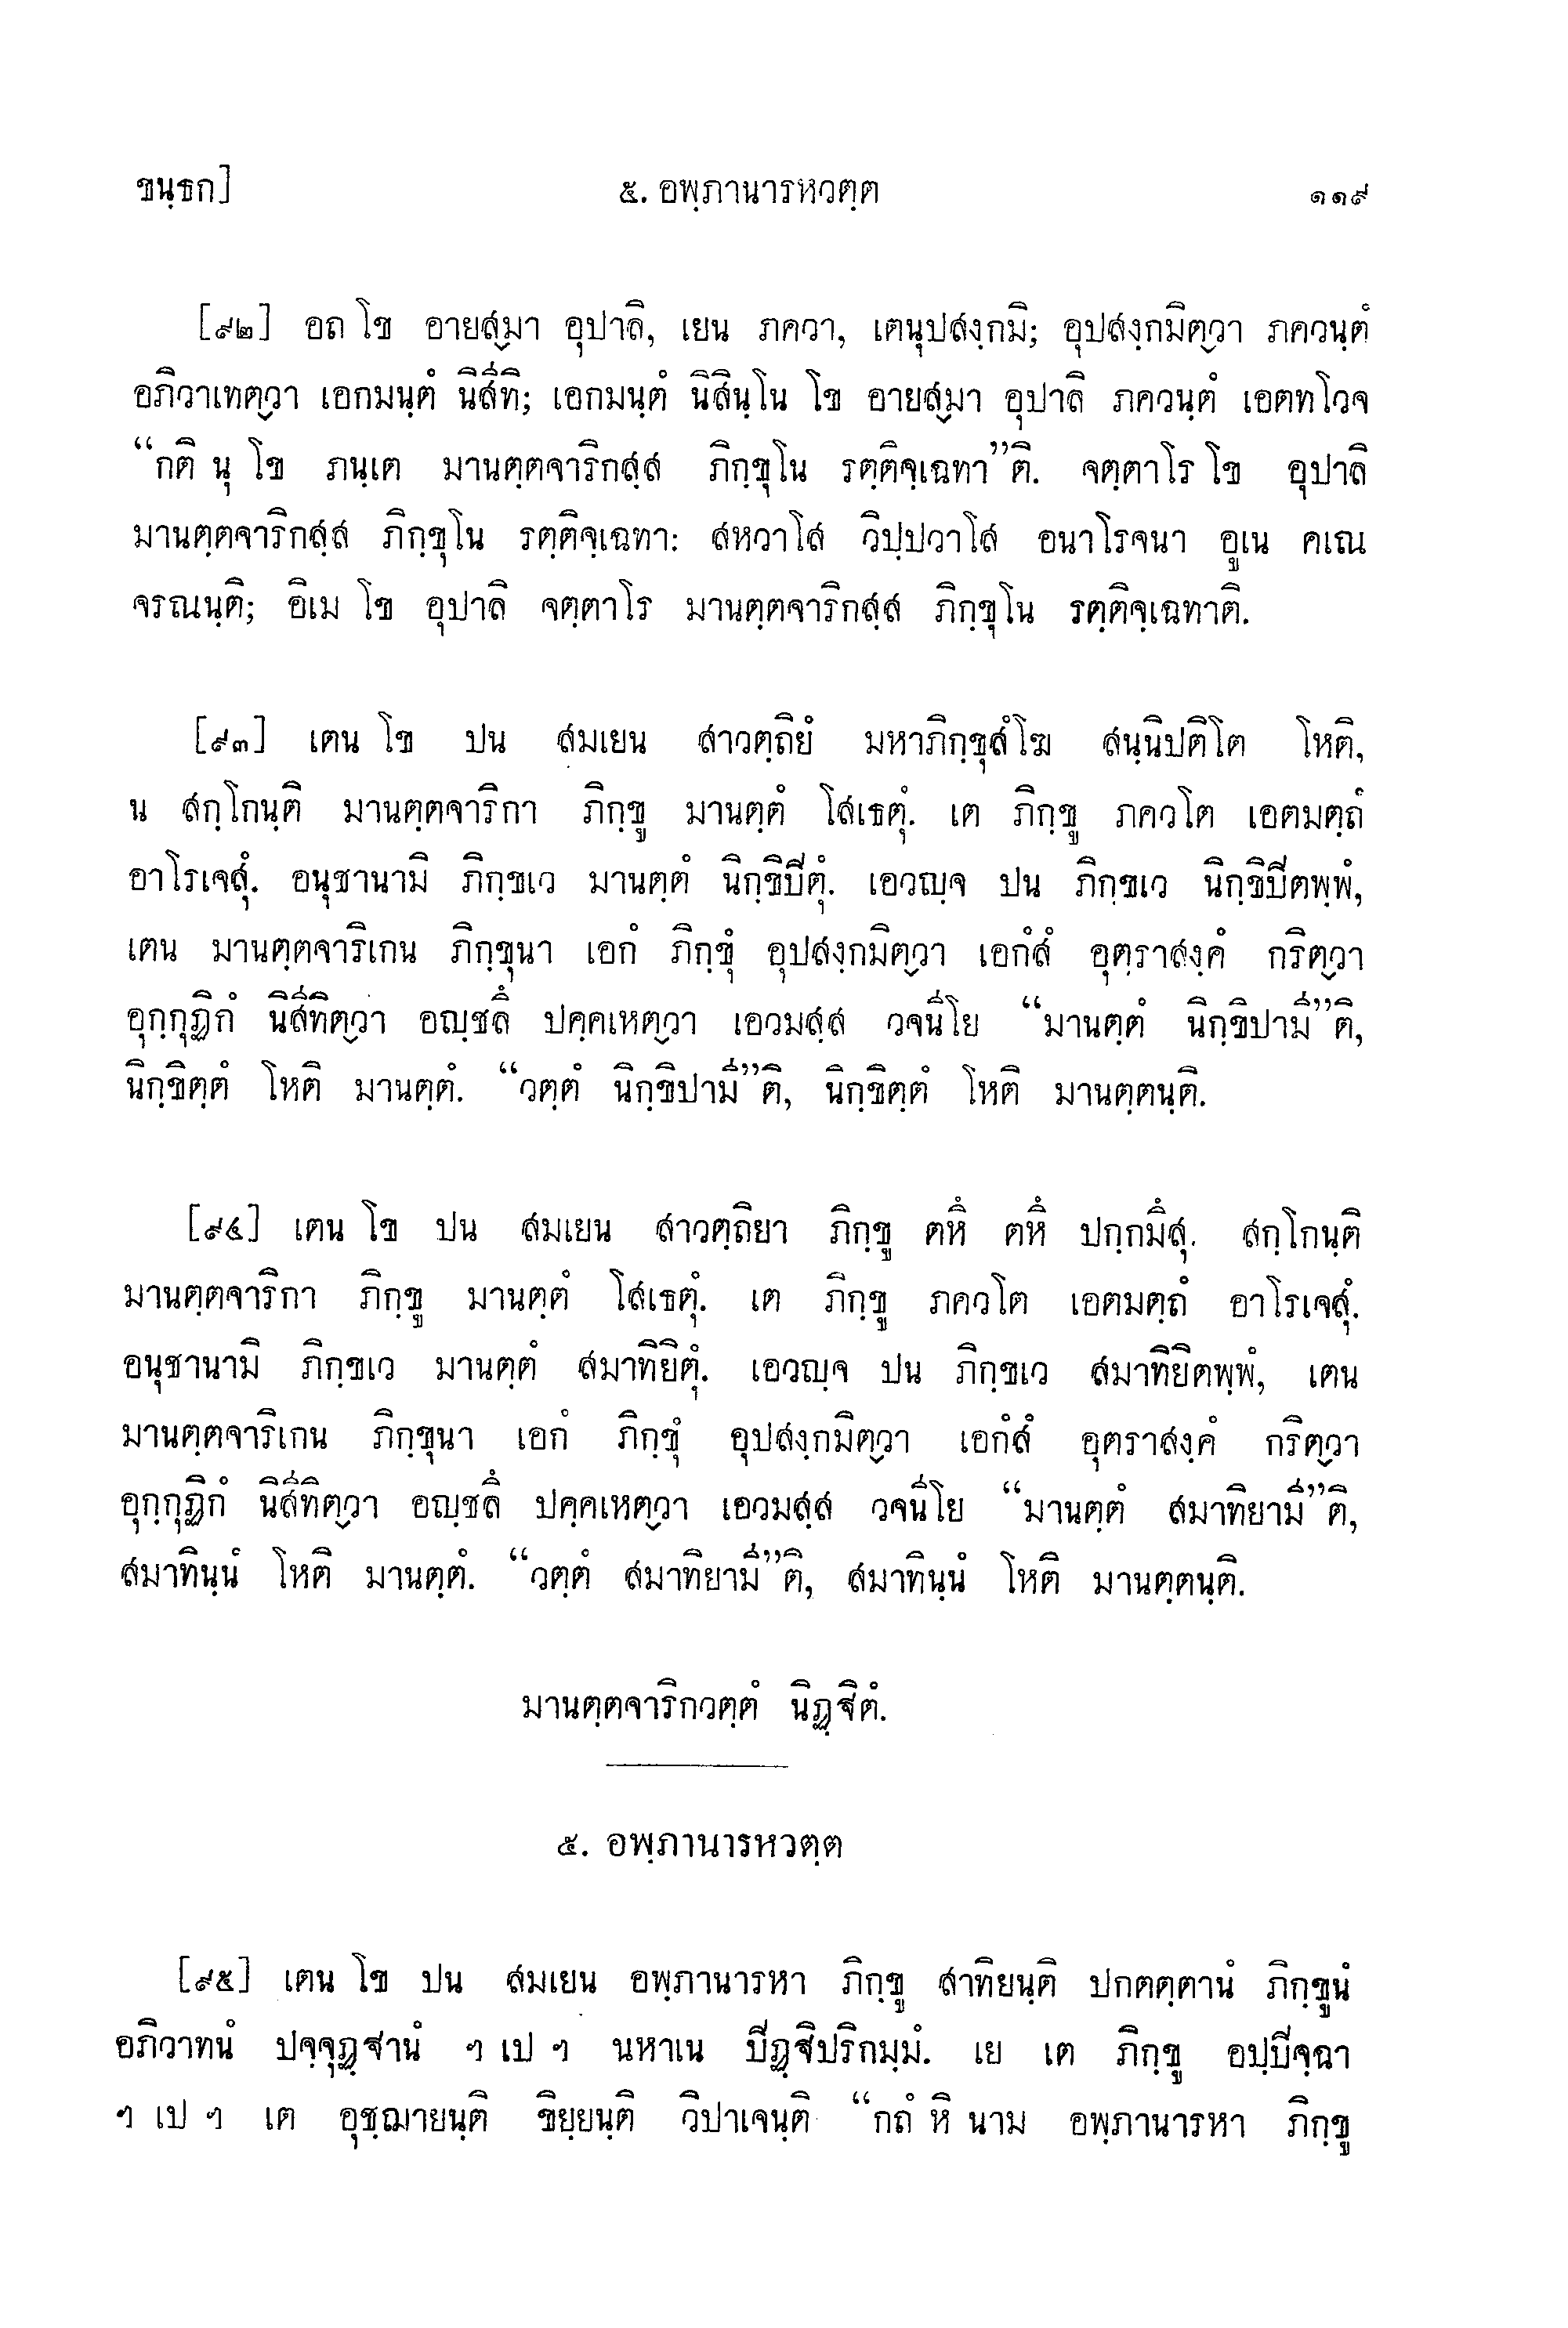 ขนฺธก]
๕. อพฺภานารหวตฺต
๑๑๙
[๙๒] อถ โข อายสฺมา อุปาลิ, เยน ภควา, เตนุปสงฺกมิ; อุปสงฺกมิตฺวา ภควนฺตํ
อภิวาเทตฺวา เอกมนฺตํ นิสีทิ; เอกมนฺตํ นิสินฺโน โข อายสฺมา อุปาลิ ภควนฺตํ เอตทโวจ
“กติ นุ โข ภนฺเต มานตฺตจาริกสฺส ภิกฺขุโน รตฺติจฺเฉทา”ติ. จตฺตาโร โข อุปาลิ
มานตฺตจาริกสฺส ภิกฺขุโน รตฺติจฺเฉทา: สหวาโส วิปฺปวาโส อนาโรจนา อูเน คเณ
จรณนฺติ; อิเม โข อุปาลิ จตฺตาโร มานตฺตจาริกสฺส ภิกฺขุโน รตฺติจฺเฉทาติ.
[๙๓] เตน โข ปน สมเยน สาวตฺถิยํ มหาภิกฺขุสํโฆ สนฺนิปติโต โหติ,
น สกฺโกนฺติ มานตฺตจาริกา ภิกฺขู มานตฺตํ โสเธตุํ. เต ภิกฺขู ภควโต เอตมตฺถํ
อาโรเจสุํ. อนุชานามิ ภิกฺขเว มานตฺตํ นิกฺขิปิตุํ. เอวญฺจ ปน ภิกฺขเว นิกฺขิปิตพฺพํ,
เตน มานตฺตจาริเกน ภิกฺขุนา เอกํ ภิกฺขุํ อุปสงฺกมิตฺวา เอกํสํ อุตฺราสงฺคํ กริตฺวา
อุกฺกุฏิกํ นิสีทิตฺวา อญฺชลึ ปคฺคเหตฺวา เอวมสฺส วจนีโย “มานตฺตํ นิกฺขิปามี”ติ,
นิกฺขิตฺตํ โหติ มานตฺตํ. “วตฺตํ นิกฺขิปามี”ติ, นิกฺขิตฺตํ โหติ มานตฺตนฺติ.
[๙๔] เตน โข ปน สมเยน สาวตฺถิยา ภิกฺขู ตหึ ตหึ ปกฺกมึสุ. สกฺโกนฺติ
มานตฺตจาริกา ภิกฺขู มานตฺตํ โสเธตุํ. เต ภิกฺขู ภควโต เอตมตฺถํ อาโรเจสุํ.
อนุชานามิ ภิกฺขเว มานตฺตํ สมาทิยิตุํ. เอวญฺจ ปน ภิกฺขเว สมาทิยิตพฺพํ, เตน
มานตฺตจาริเกน ภิกฺขุนา เอกํ ภิกฺขุํ อุปสงฺกมิตฺวา เอกํสํ อุตราสงฺคํ กริตฺวา
อุกฺกุฏิกํ นิสีทิตฺวา อญฺชลึ ปคฺคเหตฺวา เอวมสฺส วจนีโย “มานตฺตํ สมาทิยามี”ติ,
สมาทินฺนํ โหติ มานตฺตํ. “วตฺตํ สมาทิยามี”ติ, สมาทินฺนํ โหติ มานตฺตนฺติ.
มานตฺตจาริกวตฺตํ นิฏฺฐิตํ.
๕. อพฺภานารหวตฺต
[๙๕] เตน โข ปน สมเยน อพฺภานารหา ภิกฺขู สาทิยนฺติ ปกตตฺตานํ ภิกฺขูนํ
อภิวาทนํ ปจฺจุฏฺฐานํ ฯ เป ฯ นหาเน ปิฏฺฐิปริกมฺมํ. เย เต ภิกฺขู อปฺปิจฺฉา
ฯ เป ฯ เต อุชฺฌายนฺติ ขิยฺยนฺติ วิปาเจนฺติ “กถํ หิ นาม อพฺภานารหา ภิกฺขู